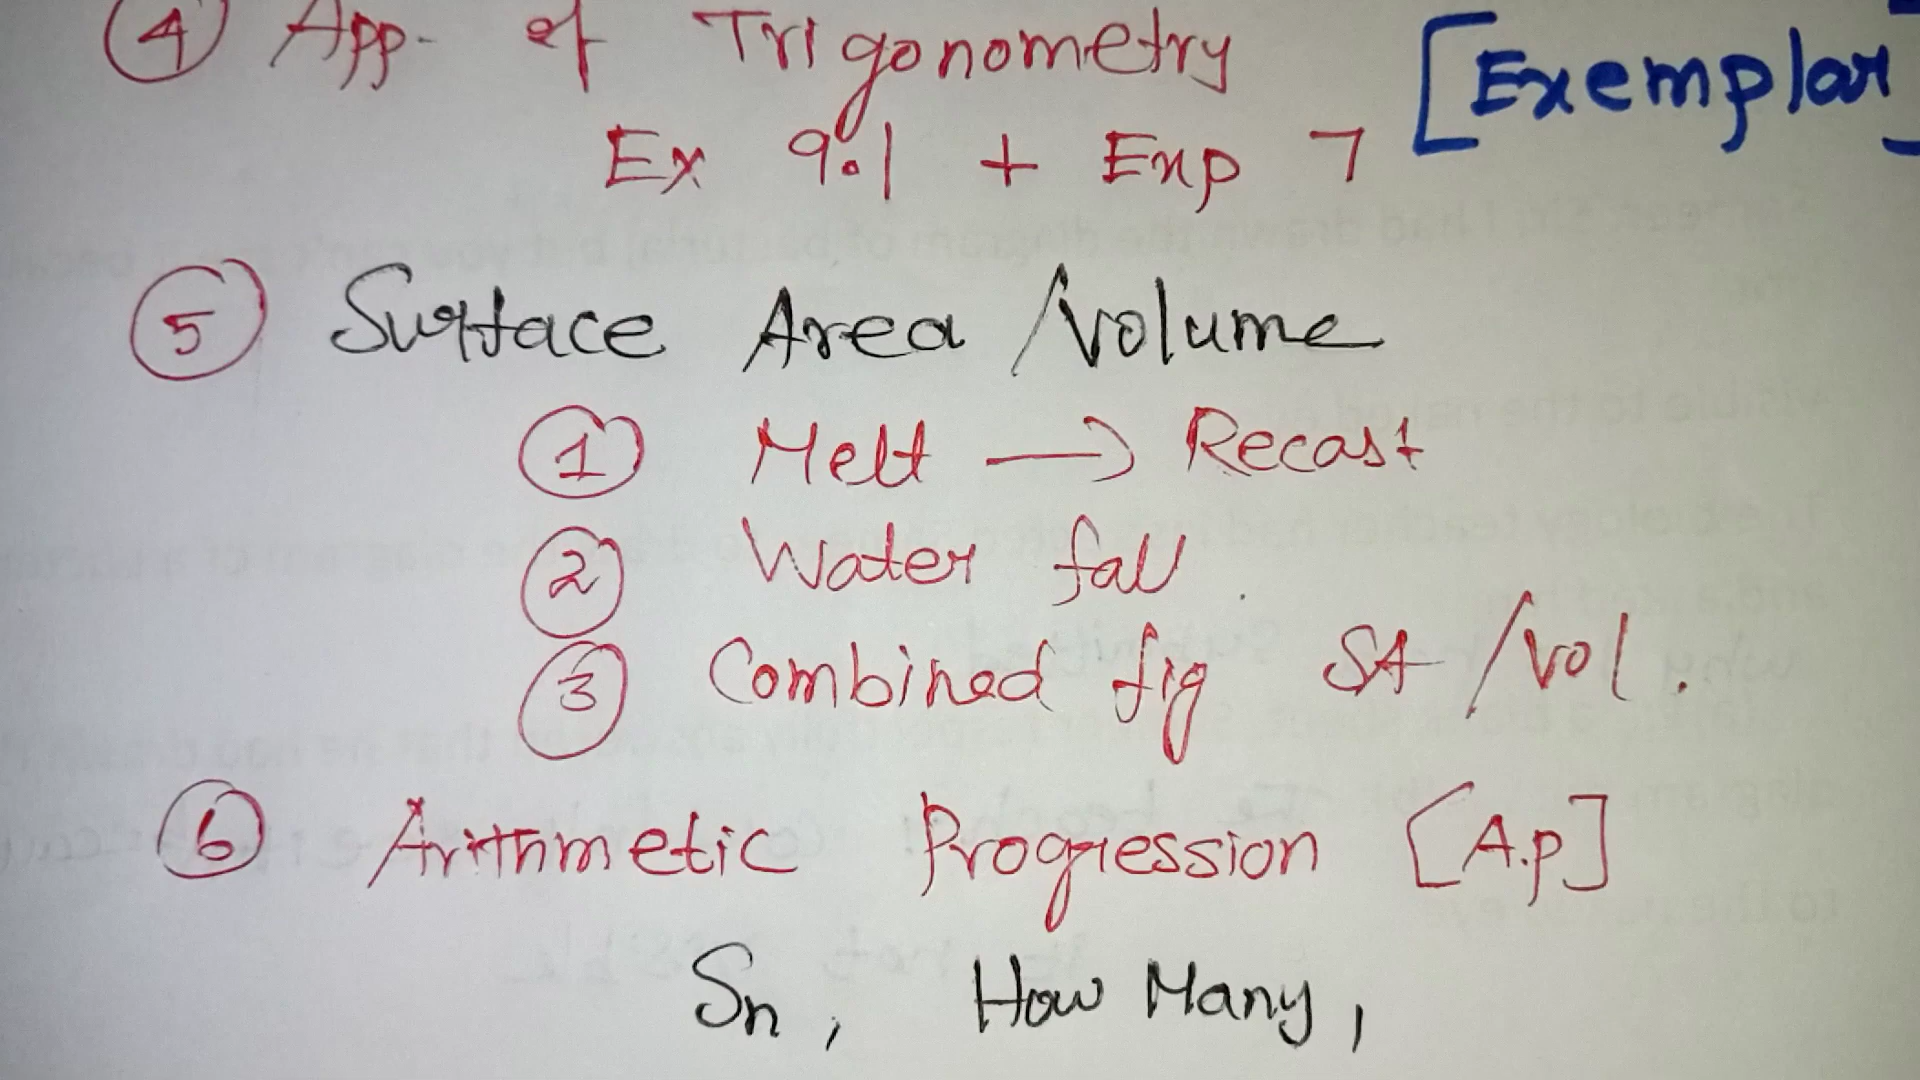 4 App. of Trigonometry [Exemplar]
Ex 9.1 + Exp 7
5 Surface Area /Volume
1 Melt → Recast
2 Water fall
3 Combined fig SA /Vol.
6 Arithmetic Progression [A.p]
Sn, How Many,